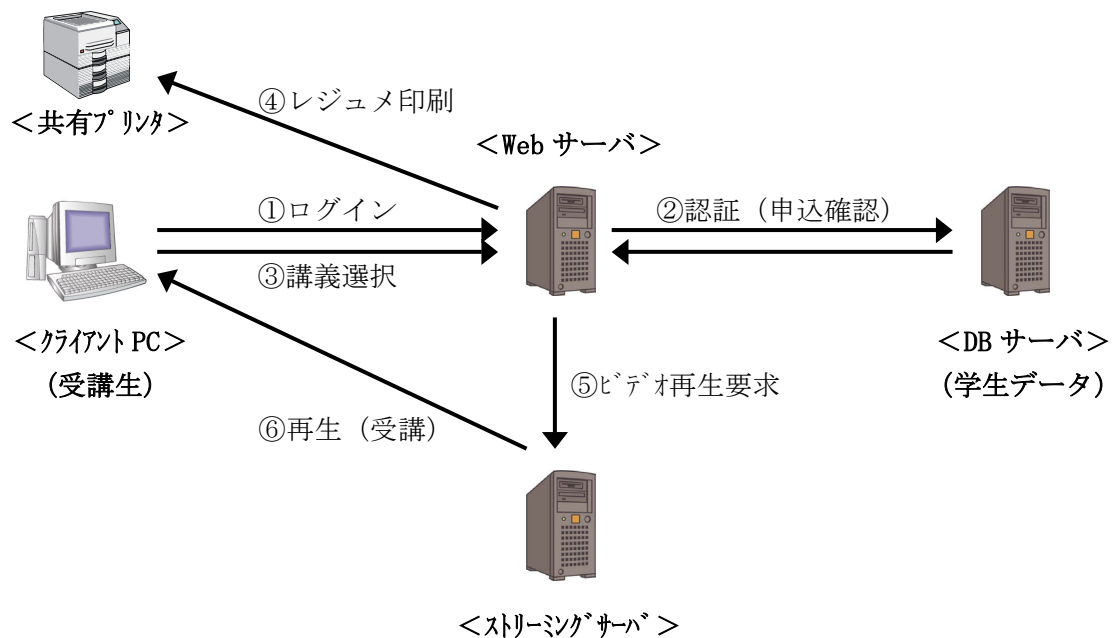 ④レジュメ印刷
＜共有ﾌﾟﾘﾝﾀ＞
＜Web サーバ＞
①ログイン
②認証（申込確認）
③講義選択
＜ｸﾗｲｱﾝﾄ PC＞
（受講生）
＜DB サーバ＞
（学生データ）
⑤ﾋﾞﾃﾞｵ再生要求
⑥再生（受講）
＜ｽﾄﾘｰﾐﾝｸﾞｻｰﾊﾞ＞